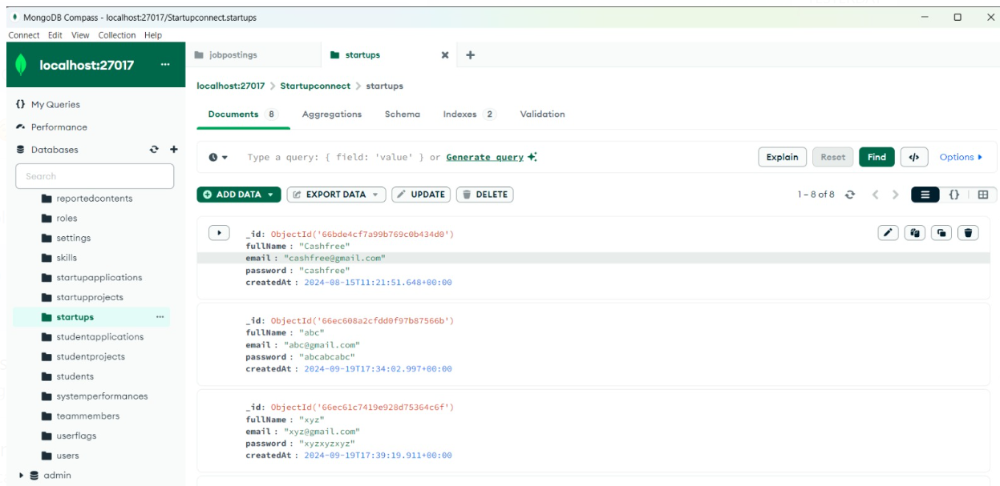 MongoDB Compass - localhost:27017/Startupconnect.startups
Connect Edit View Collection Help
localhost:27017 ...
jobpostings
startups
localhost:27017 > Startupconnect > startups
{} My Queries
Performance
Databases
Search
reportedcontents
roles
settings
skills
startupapplications
startupprojects
startups ...
studentapplications
studentprojects
students
systemperformances
teammembers
userflags
users
admin
Documents 8 Aggregations Schema Indexes 2 Validation
Type a query: { field: 'value' } or Generate query
Explain Reset Find </> Options
ADD DATA EXPORT DATA UPDATE DELETE
1 – 8 of 8 {}
_id: ObjectId('66bde4cf7a99b769c0b434d0')
fullName : "Cashfree"
email : "cashfree@gmail.com"
password : "cashfree"
createdAt : 2024-08-15T11:21:51.648+00:00
_id: ObjectId('66ec608a2cfdd0f97b87566b')
fullName : "abc"
email : "abc@gmail.com"
password : "abcabcabc"
createdAt : 2024-09-19T17:34:02.997+00:00
_id: ObjectId('66ec61c7419e928d75364c6f')
fullName : "xyz"
email : "xyz@gmail.com"
password : "xyzxyzxyz"
createdAt : 2024-09-19T17:39:19.911+00:00